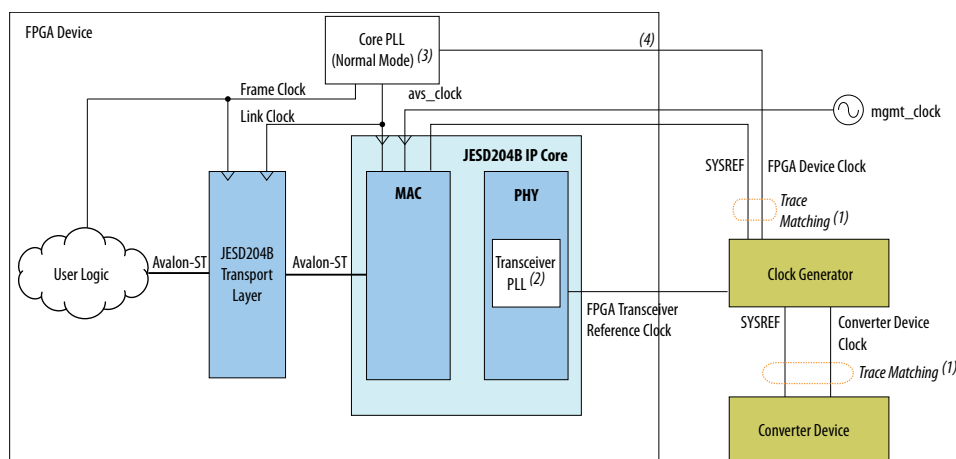 FPGA Device
Core PLL
(Normal Mode) (3)
(4)
Frame Clock
avs_clock
Link Clock
mgmt_clock
JESD204B IP Core
SYSREF
FPGA Device Clock
MAC
PHY
Trace
Matching (1)
User Logic
Avalon-ST
JESD204B
Transport
Layer
Avalon-ST
Transceiver
PLL (2)
Clock Generator
FPGA Transceiver
Reference Clock
SYSREF
Converter Device
Clock
Trace Matching (1)
Converter Device